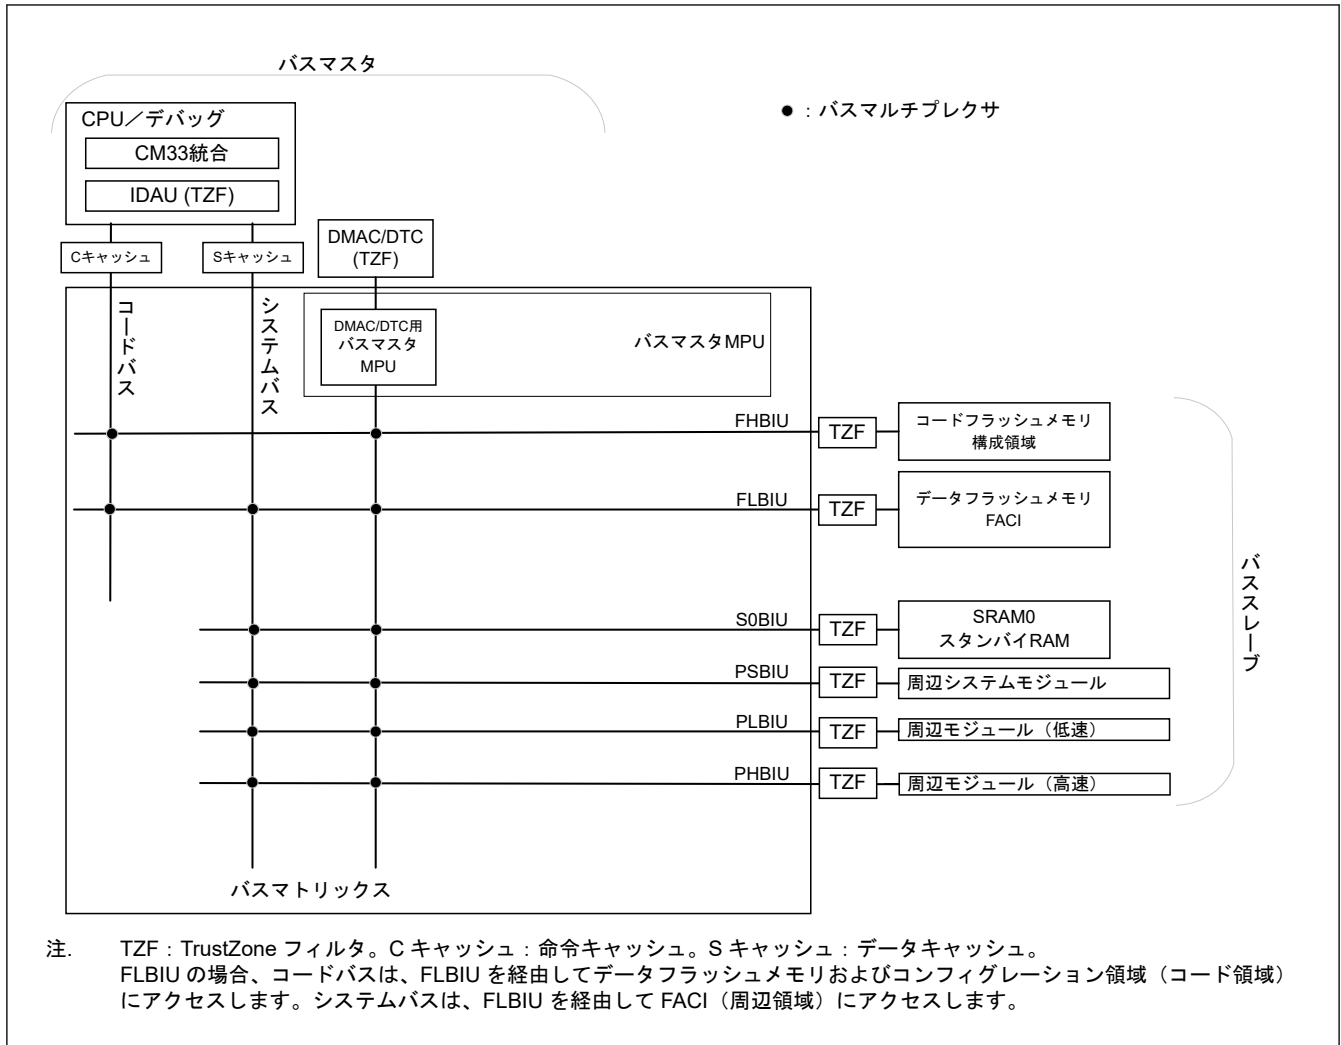 バスマスタ
CPU／デバッグ
CM33統合
IDAU (TZF)
● : バスマルチプレクサ
Cキャッシュ
Sキャッシュ
DMAC/DTC
(TZF)
コードバス
システムバス
DMAC/DTC用
バスマスタ
MPU
バスマスタMPU
FHBIU
TZF
コードフラッシュメモリ
構成領域
FLBIU
TZF
データフラッシュメモリ
FACI
バススレーブ
S0BIU
TZF
SRAM0
スタンバイRAM
PSBIU
TZF
周辺システムモジュール
PLBIU
TZF
周辺モジュール（低速）
PHBIU
TZF
周辺モジュール（高速）
バスマトリックス
注. TZF : TrustZone フィルタ。C キャッシュ : 命令キャッシュ。S キャッシュ : データキャッシュ。
FLBIU の場合、コードバスは、FLBIU を経由してデータフラッシュメモリおよびコンフィグレーション領域（コード領域）
にアクセスします。システムバスは、FLBIU を経由して FACI（周辺領域）にアクセスします。